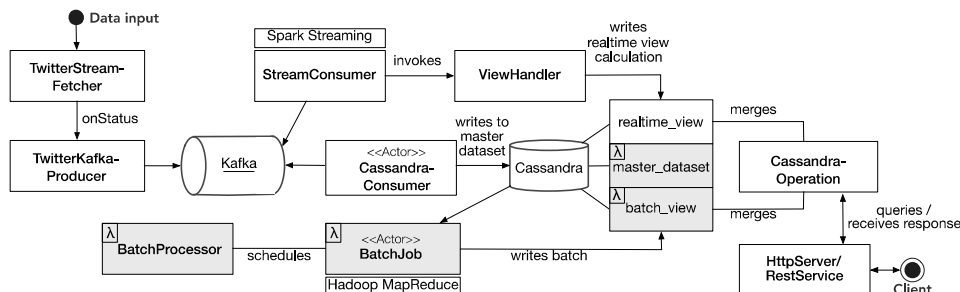 Data input
TwitterStream-
Fetcher
onStatus
TwitterKafka-
Producer
Spark Streaming
StreamConsumer
invokes
ViewHandler
writes
realtime view
calculation
Kafka
<<Actor>>
Cassandra-
Consumer
writes to
master
dataset
Cassandra
realtime_view
λ
master_dataset
λ
batch_view
merges
merges
Cassandra-
Operation
queries /
receives response
HttpServer/
RestService
Client
λ
BatchProcessor
schedules
λ
<<Actor>>
BatchJob
Hadoop MapReduce
writes batch